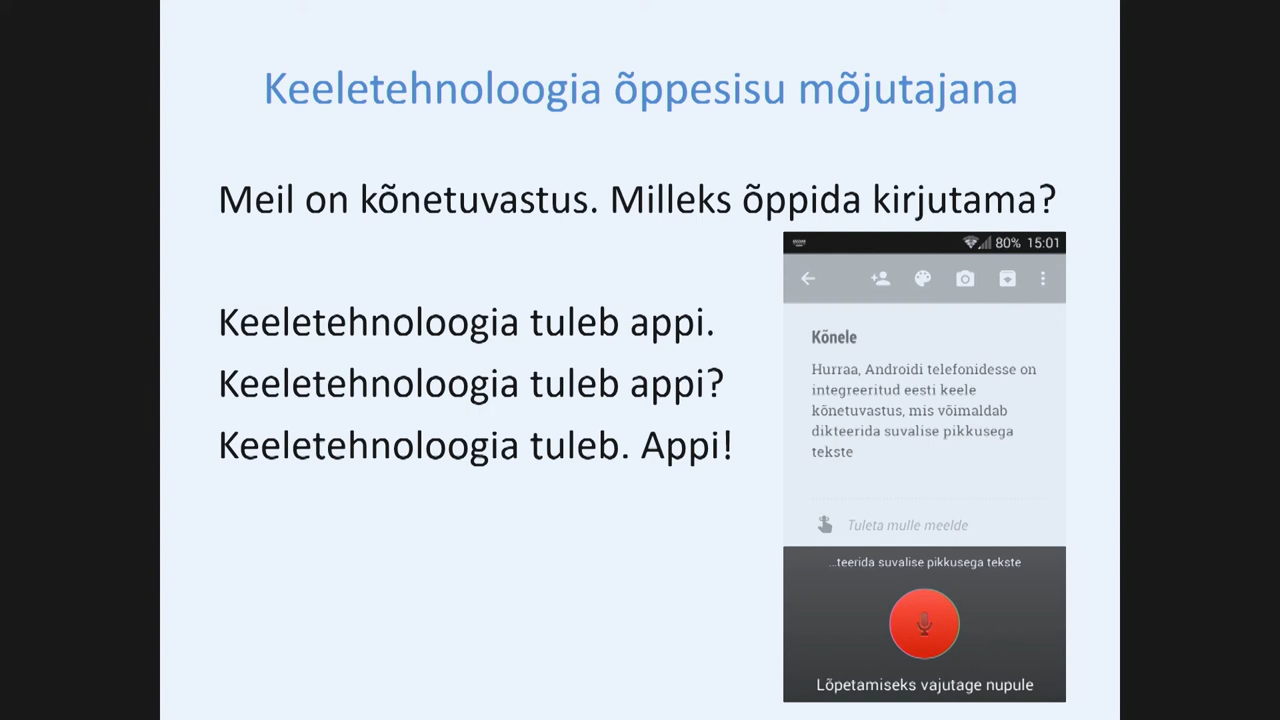 Keeletehnoloogia õppesisu mõjutajana
Meil on kõnetuvastus. Milleks õppida kirjutama?
Keeletehnoloogia tuleb appi.
Keeletehnoloogia tuleb appi?
Keeletehnoloogia tuleb. Appi!
80% 15:01
Kõnele
Hurraa, Androidi telefonidesse on
integreeritud eesti keele
kõnetuvastus, mis võimaldab
dikteerida suvalise pikkusega
tekste
Tuleta mulle meelde
...teerida suvalise pikkusega tekste
Lõpetamiseks vajutage nupule